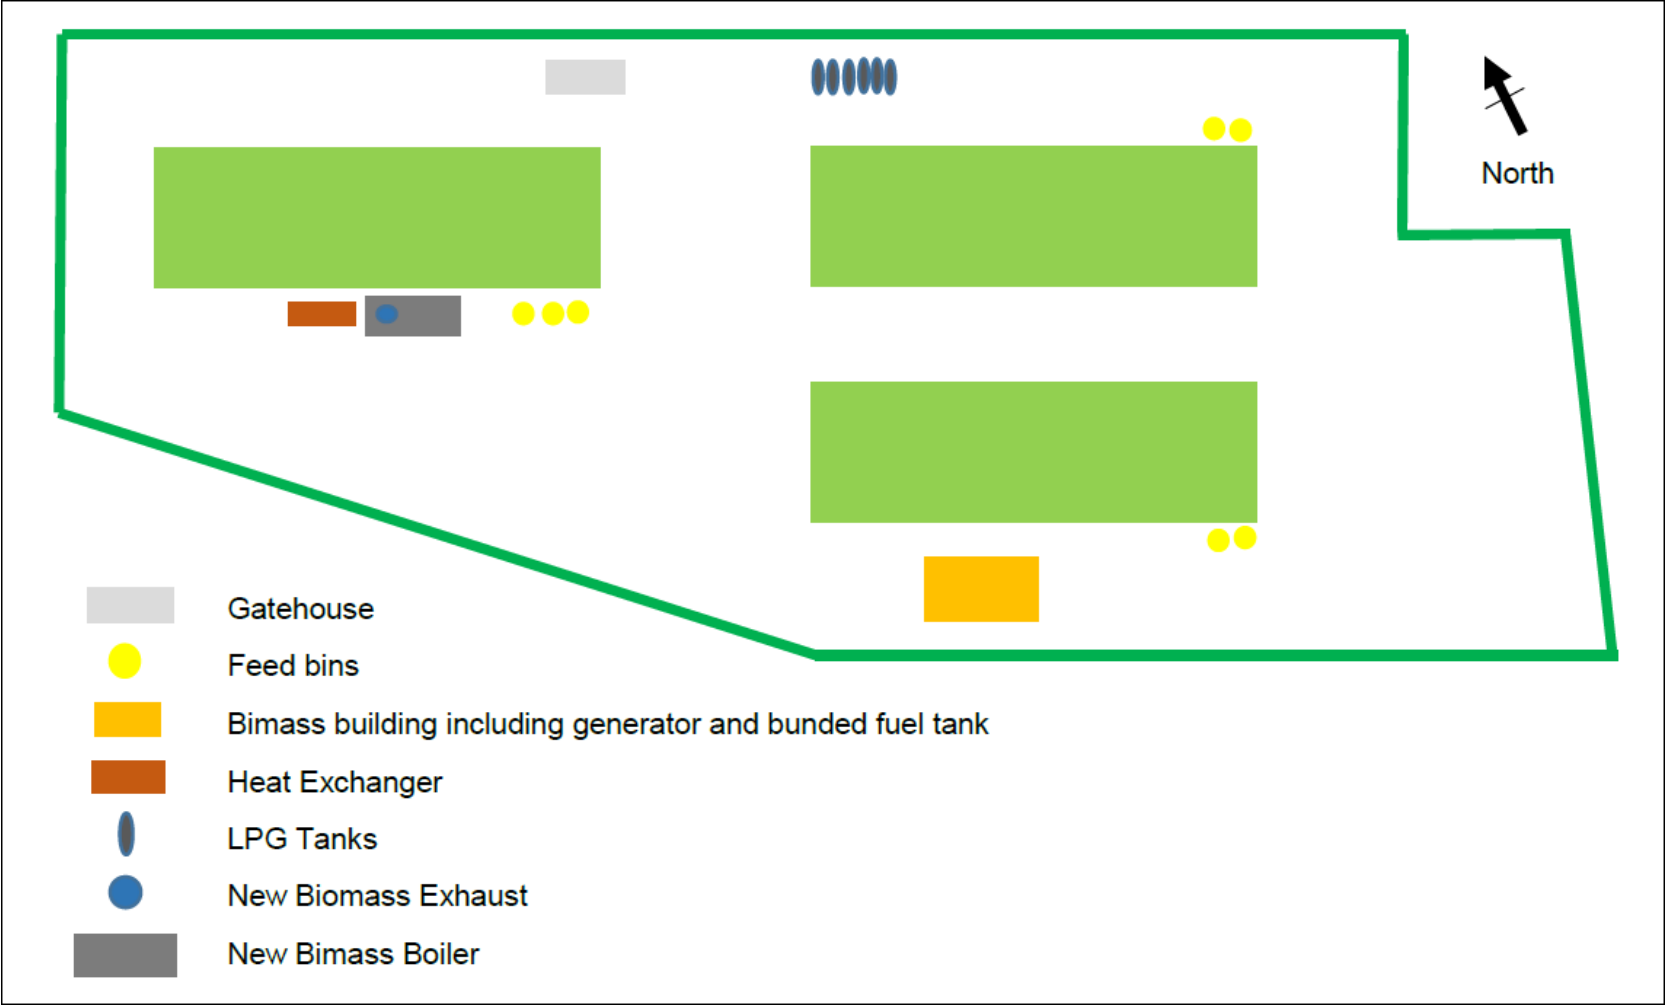 North
Gatehouse
Feed bins
Bimass building including generator and bunded fuel tank
Heat Exchanger
LPG Tanks
New Biomass Exhaust
New Bimass Boiler